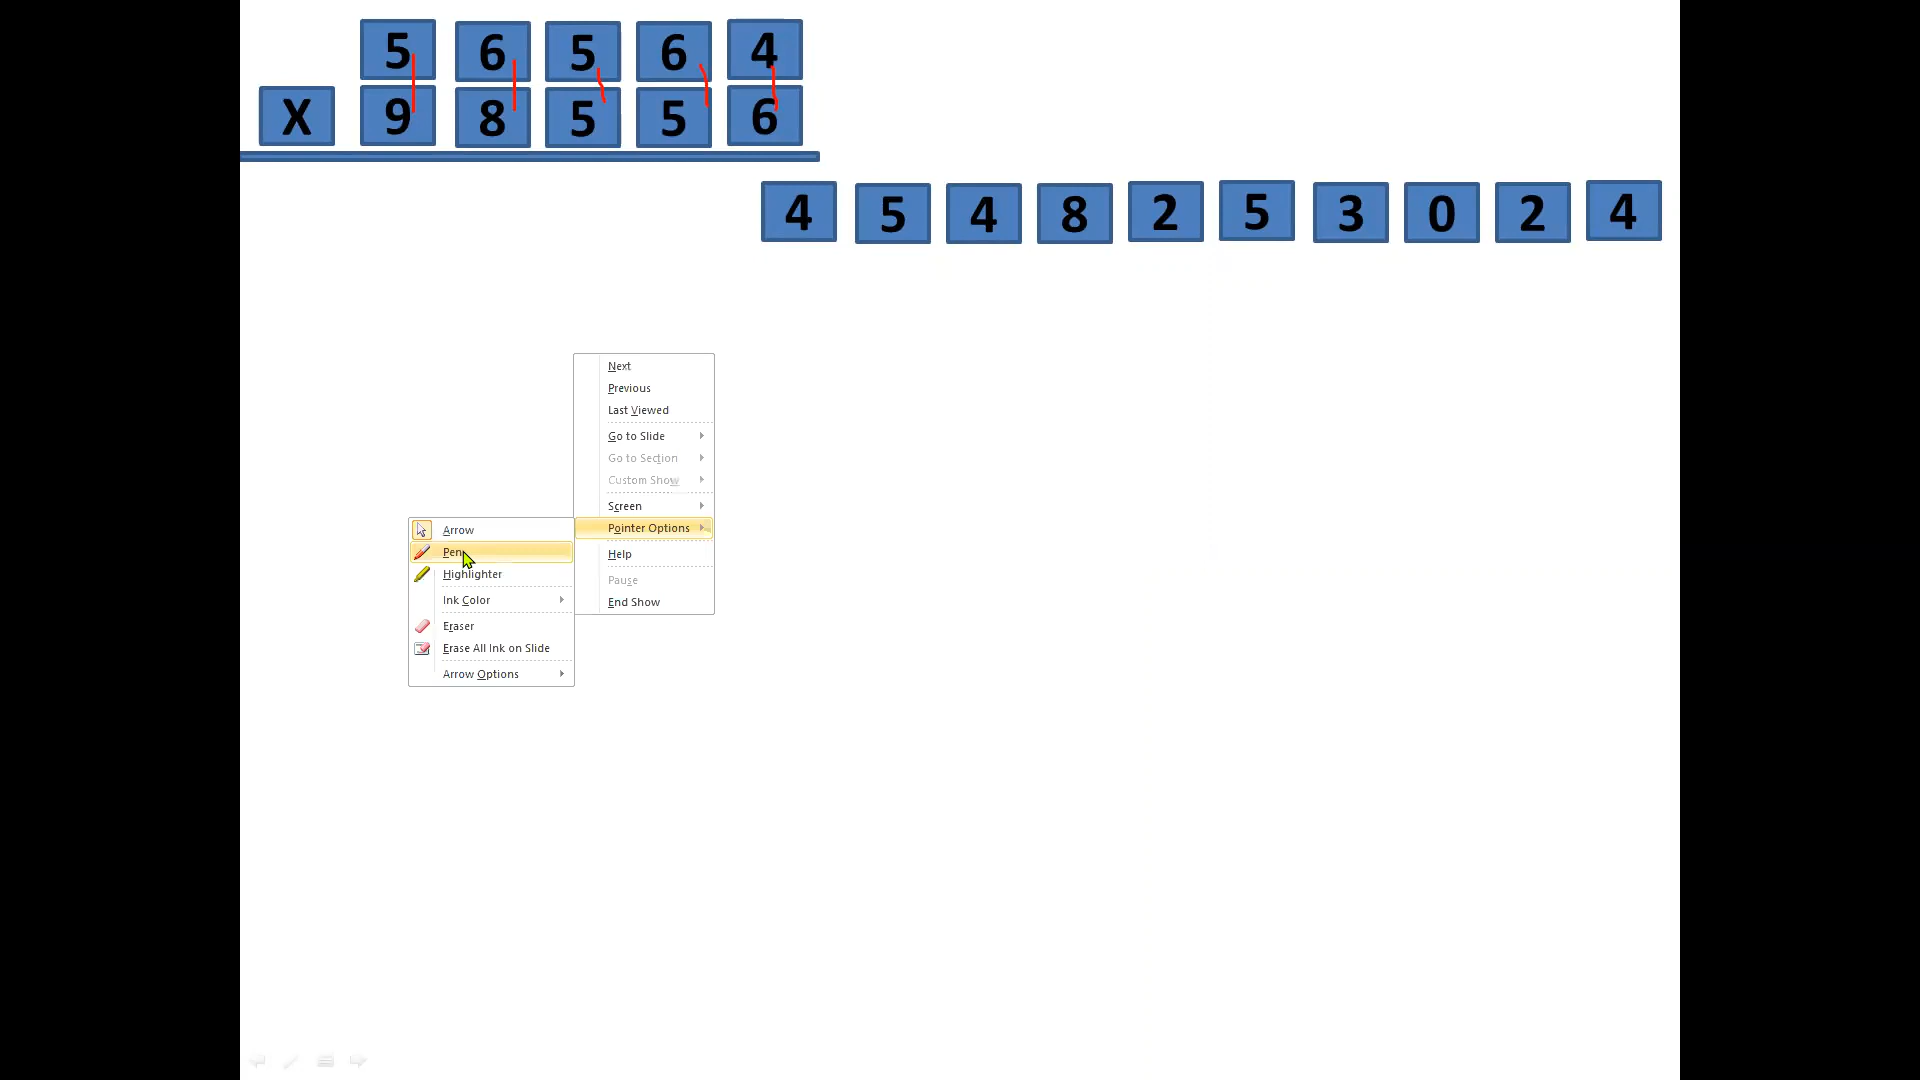 5 6 5 6 4
X 9 8 5 5 6
4 5 4 8 2 5 3 0 2 4
Next
Previous
Last Viewed
Go to Slide
Go to Section
Custom Show
Screen
Pointer Options
Help
Pause
End Show
Arrow
Pen
Highlighter
Ink Color
Eraser
Erase All Ink on Slide
Arrow Options